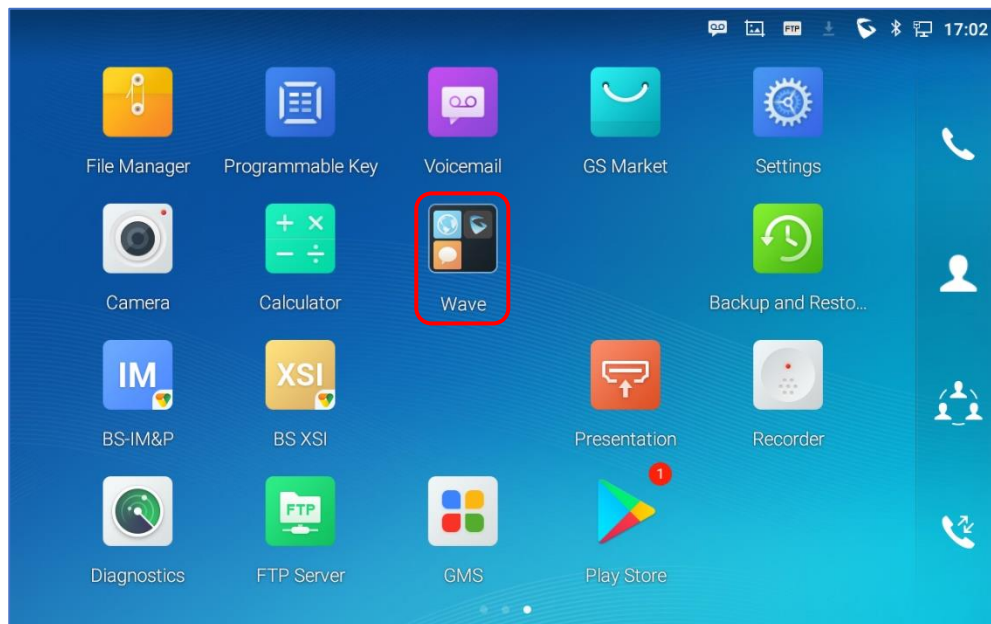 FTP 17:02
File Manager Programmable Key Voicemail GS Market Settings
Camera Calculator Wave Backup and Resto...
IM XSI
BS-IM&P BS XSI Presentation Recorder
1
FTP
Diagnostics FTP Server GMS Play Store